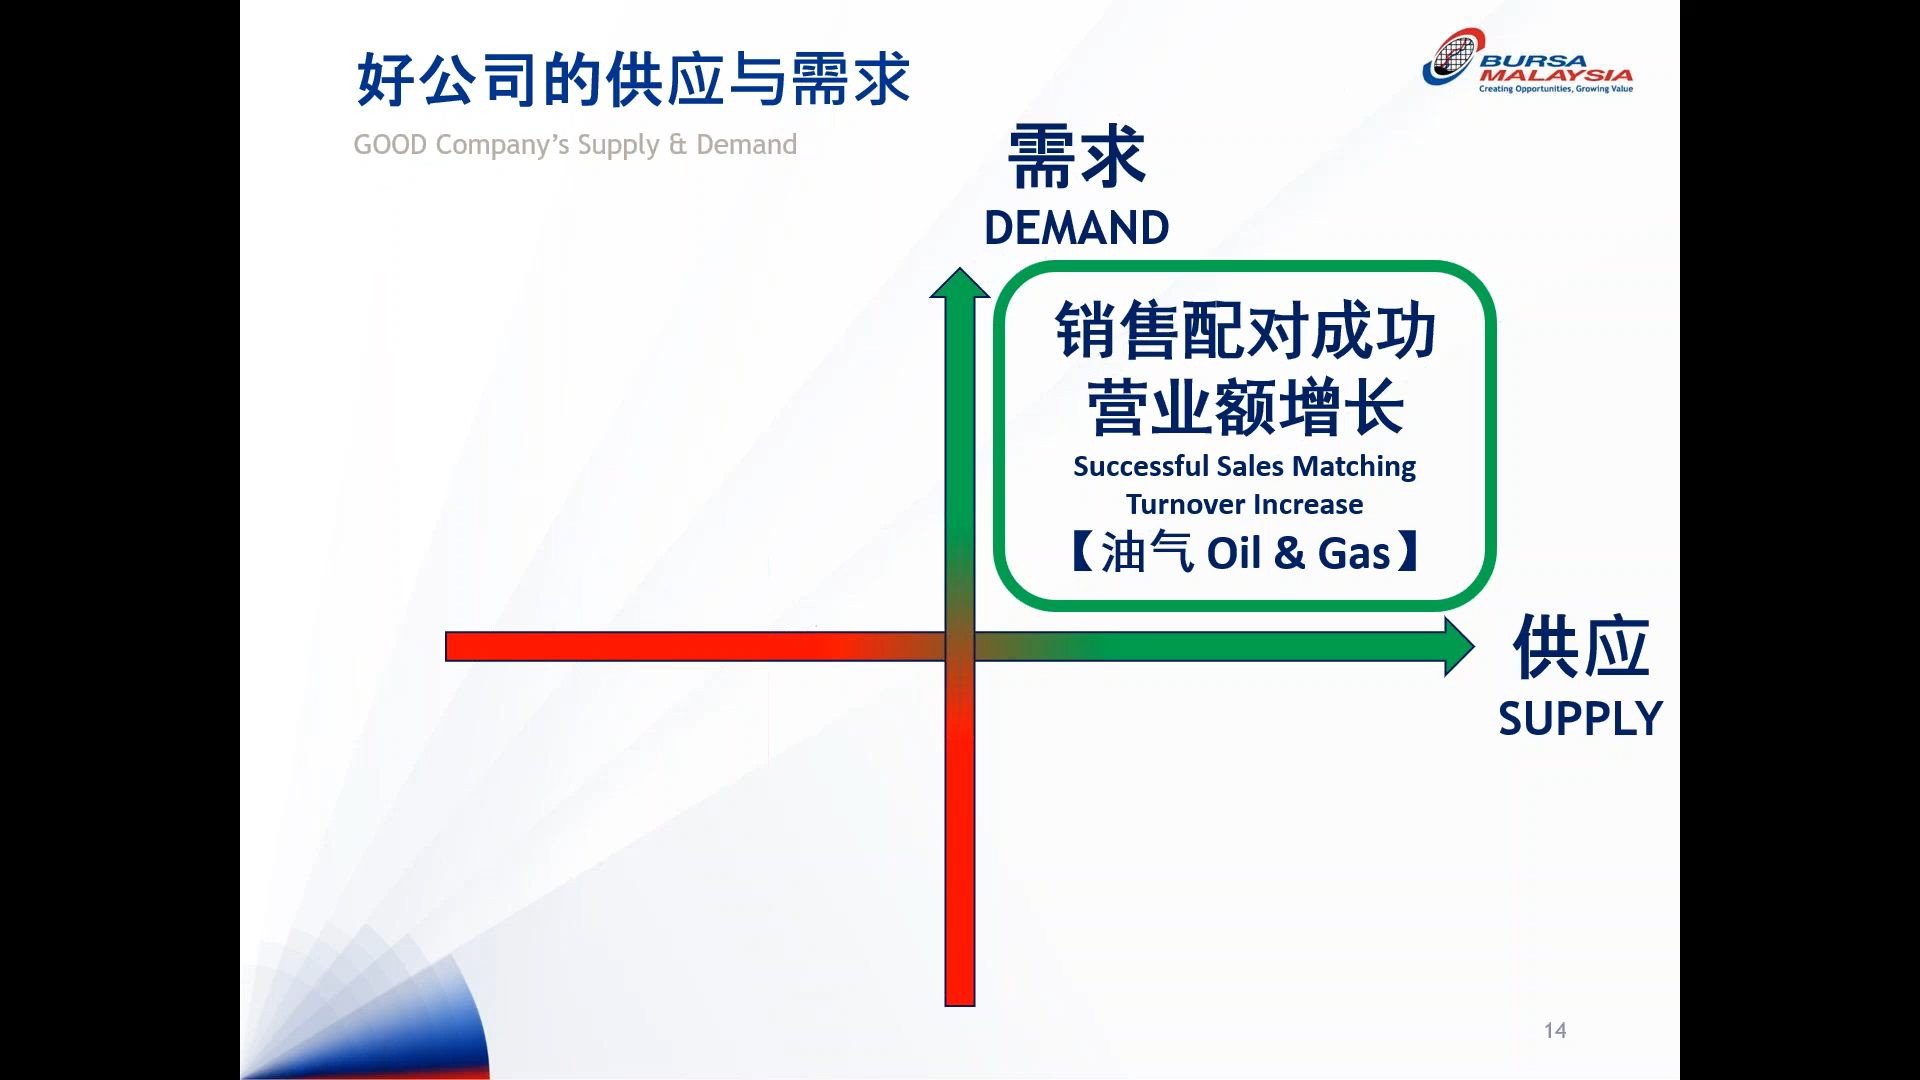 好公司的供应与需求
GOOD Company's Supply & Demand
BURSA
MALAYSIA
Creating Opportunities, Growing Value
需求
DEMAND
销售配对成功
营业额增长
Successful Sales Matching
Turnover Increase
【油气 Oil & Gas】
供应
SUPPLY
14